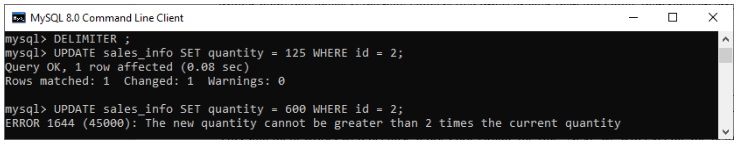 MySQL 8.0 Command Line Client
mysql> DELIMITER ;
mysql> UPDATE sales_info SET quantity = 125 WHERE id = 2;
Query OK, 1 row affected (0.08 sec)
Rows matched: 1  Changed: 1  Warnings: 0
mysql> UPDATE sales_info SET quantity = 600 WHERE id = 2;
ERROR 1644 (45000): The new quantity cannot be greater than 2 times the current quantity